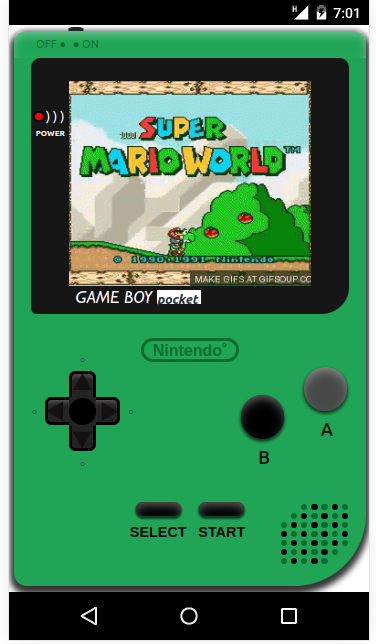 H 7:01
OFF ON
POWER
SUPER
MARIO WORLD TM
© 1990,1991 Nintendo
MAKE GIFS AT GIFSOUP.CO
GAME BOY pocket
Nintendo
A
B
SELECT START